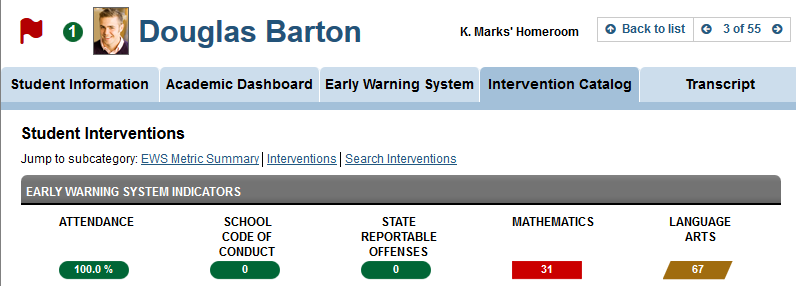 1
Douglas Barton
K. Marks' Homeroom
Back to list
3 of 55
Student Information
Academic Dashboard
Early Warning System
Intervention Catalog
Transcript
Student Interventions
Jump to subcategory: EWS Metric Summary | Interventions | Search Interventions
EARLY WARNING SYSTEM INDICATORS
ATTENDANCE
SCHOOL
CODE OF
CONDUCT
STATE
REPORTABLE
OFFENSES
MATHEMATICS
LANGUAGE
ARTS
100.0 %
0
0
31
67